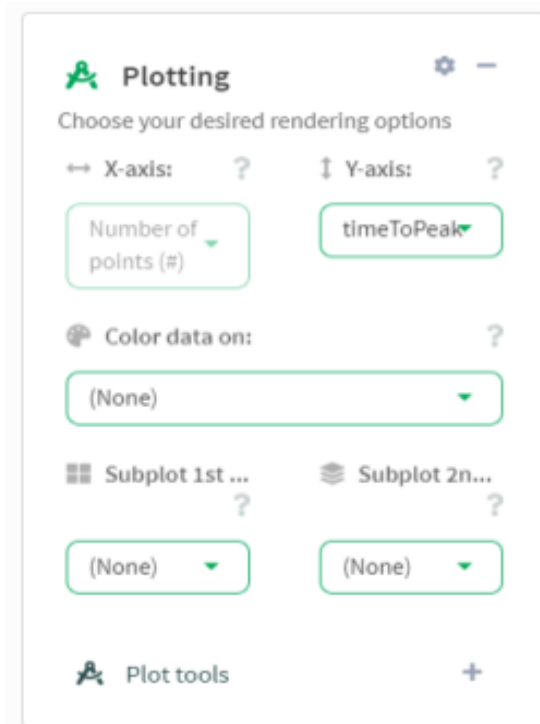 Plotting
Choose your desired rendering options
X-axis: ?
Y-axis: ?
Number of
points (#)
timeToPeak
Color data on: ?
(None)
Subplot 1st ...
?
Subplot 2n...
?
(None)
(None)
Plot tools